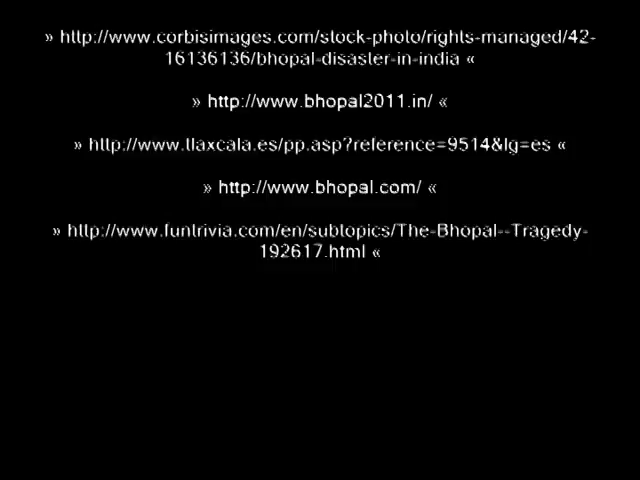 » http://www.corbisimages.com/stock-photo/rights-managed/42-
16136136/bhopal-disaster-in-india «
» http://www.bhopal2011.in/ «
» http://www.tlaxcala.es/pp.asp?reference=9514&lg=es «
» http://www.bhopal.com/ «
» http://www.funtrivia.com/en/subtopics/The-Bhopal--Tragedy-
192617.html «